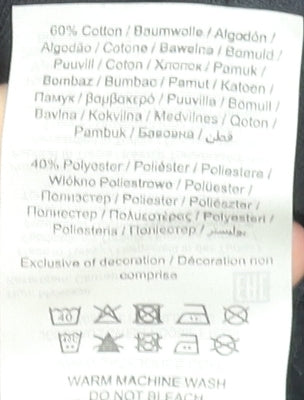 60% Cotton / Baumwolle / Algodón /
Algodão / Cotone / Bawełna / Bomuld /
Puuvill / Coton / Хлопок / Pamuk /
Bombaz / Bumbac / Pamut / Katoen /
Памук / βαμβακερό / Puuvilla / Bomull /
Bavlna / Kokvilna / Medvilnes / Qoton /
Pambuk / Бавовна / قطن
40% Polyester / Poliéster / Poliestere /
Włókno Poliestrowe / Polüester /
Полиэстер / Poliester / Poliészter /
Полиестер / Πολυεστέρας / Polyesteri /
Poliesteris / Поліестер / بوليستر
Exclusive of decoration / Décoration non
comprise
40
WARM MACHINE WASH
DO NOT BLEACH